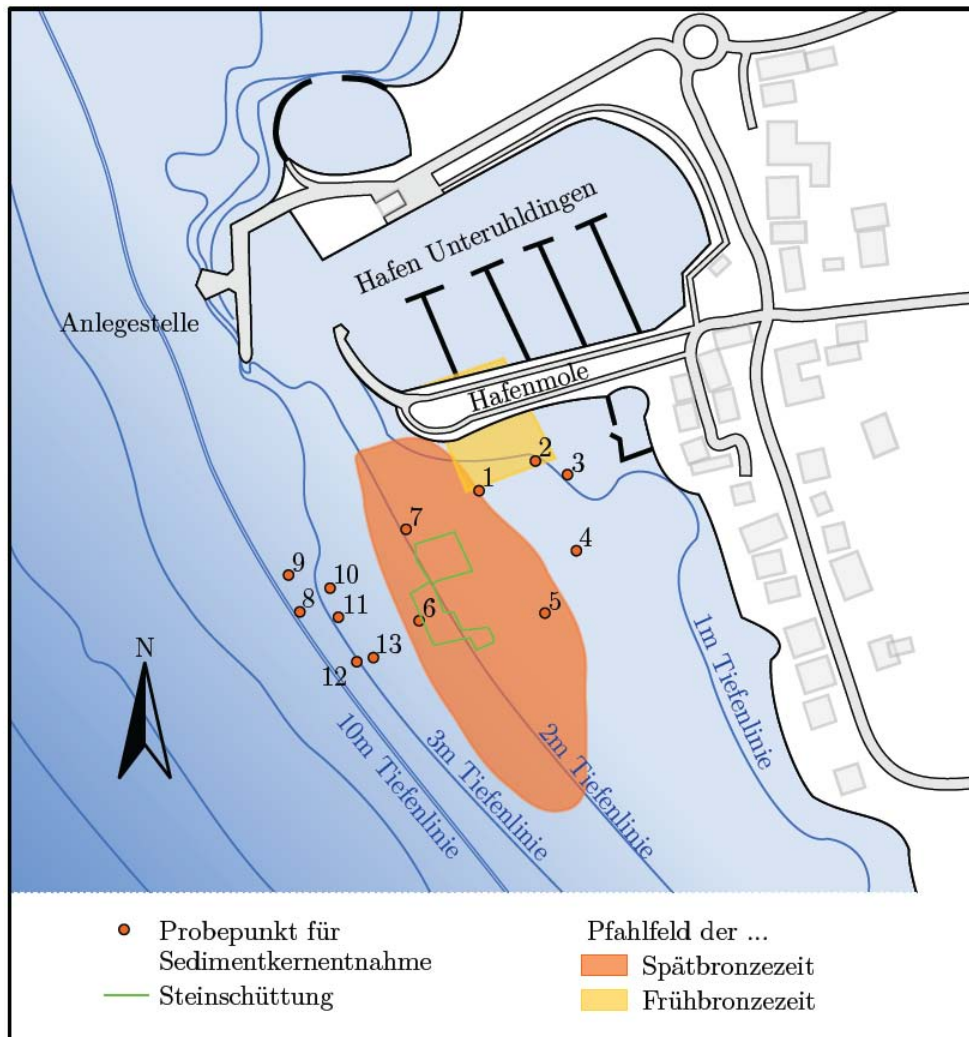 Hafen Unteruhldingen
Anlegestelle
Hafenmole
1
2
3
4
5
6
7
8
9
10
11
12
13
N
1m Tiefenlinie
2m Tiefenlinie
3m Tiefenlinie
10m Tiefenlinie
Probepunkt für
Sedimentkernentnahme
Steinschüttung
Pfahlfeld der ...
Spätbronzezeit
Frühbronzezeit